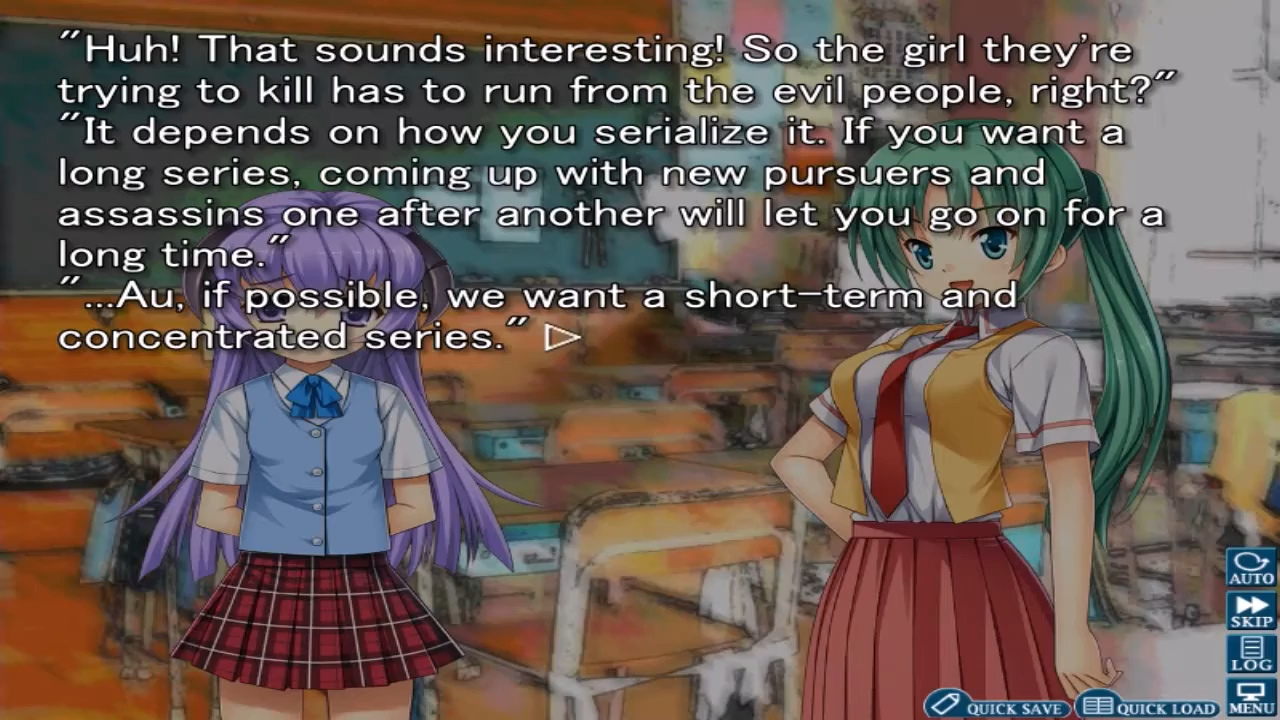 "Huh! That sounds interesting! So the girl they're
trying to kill has to run from the evil people, right?"
"It depends on how you serialize it. If you want a
long series, coming up with new pursuers and
assassins one after another will let you go on for a
long time."
"...Au, if possible, we want a short-term and
concentrated series."
AUTO
SKIP
LOG
MENU
QUICK SAVE
QUICK LOAD